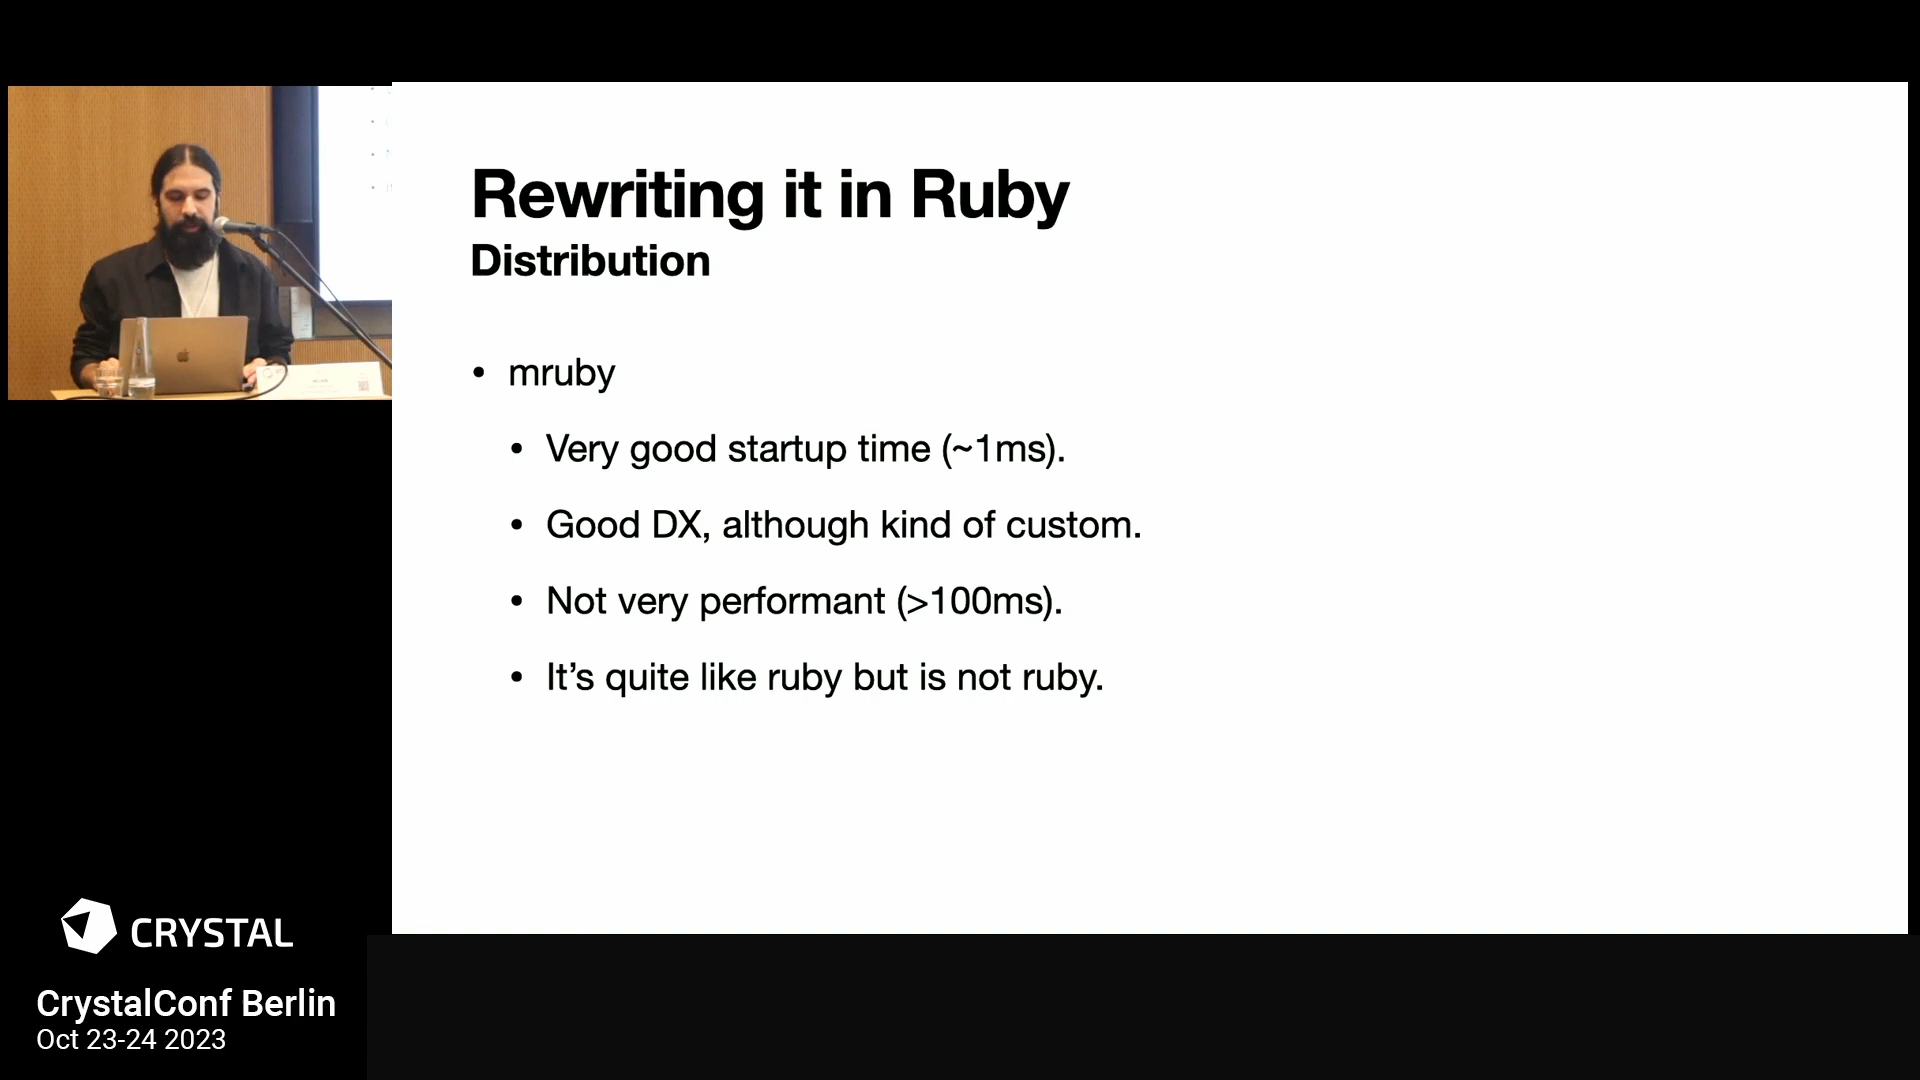 Rewriting it in Ruby
Distribution
• mruby
• Very good startup time (~1ms).
• Good DX, although kind of custom.
• Not very performant (>100ms).
• It’s quite like ruby but is not ruby.
CRYSTAL
CrystalConf Berlin
Oct 23-24 2023